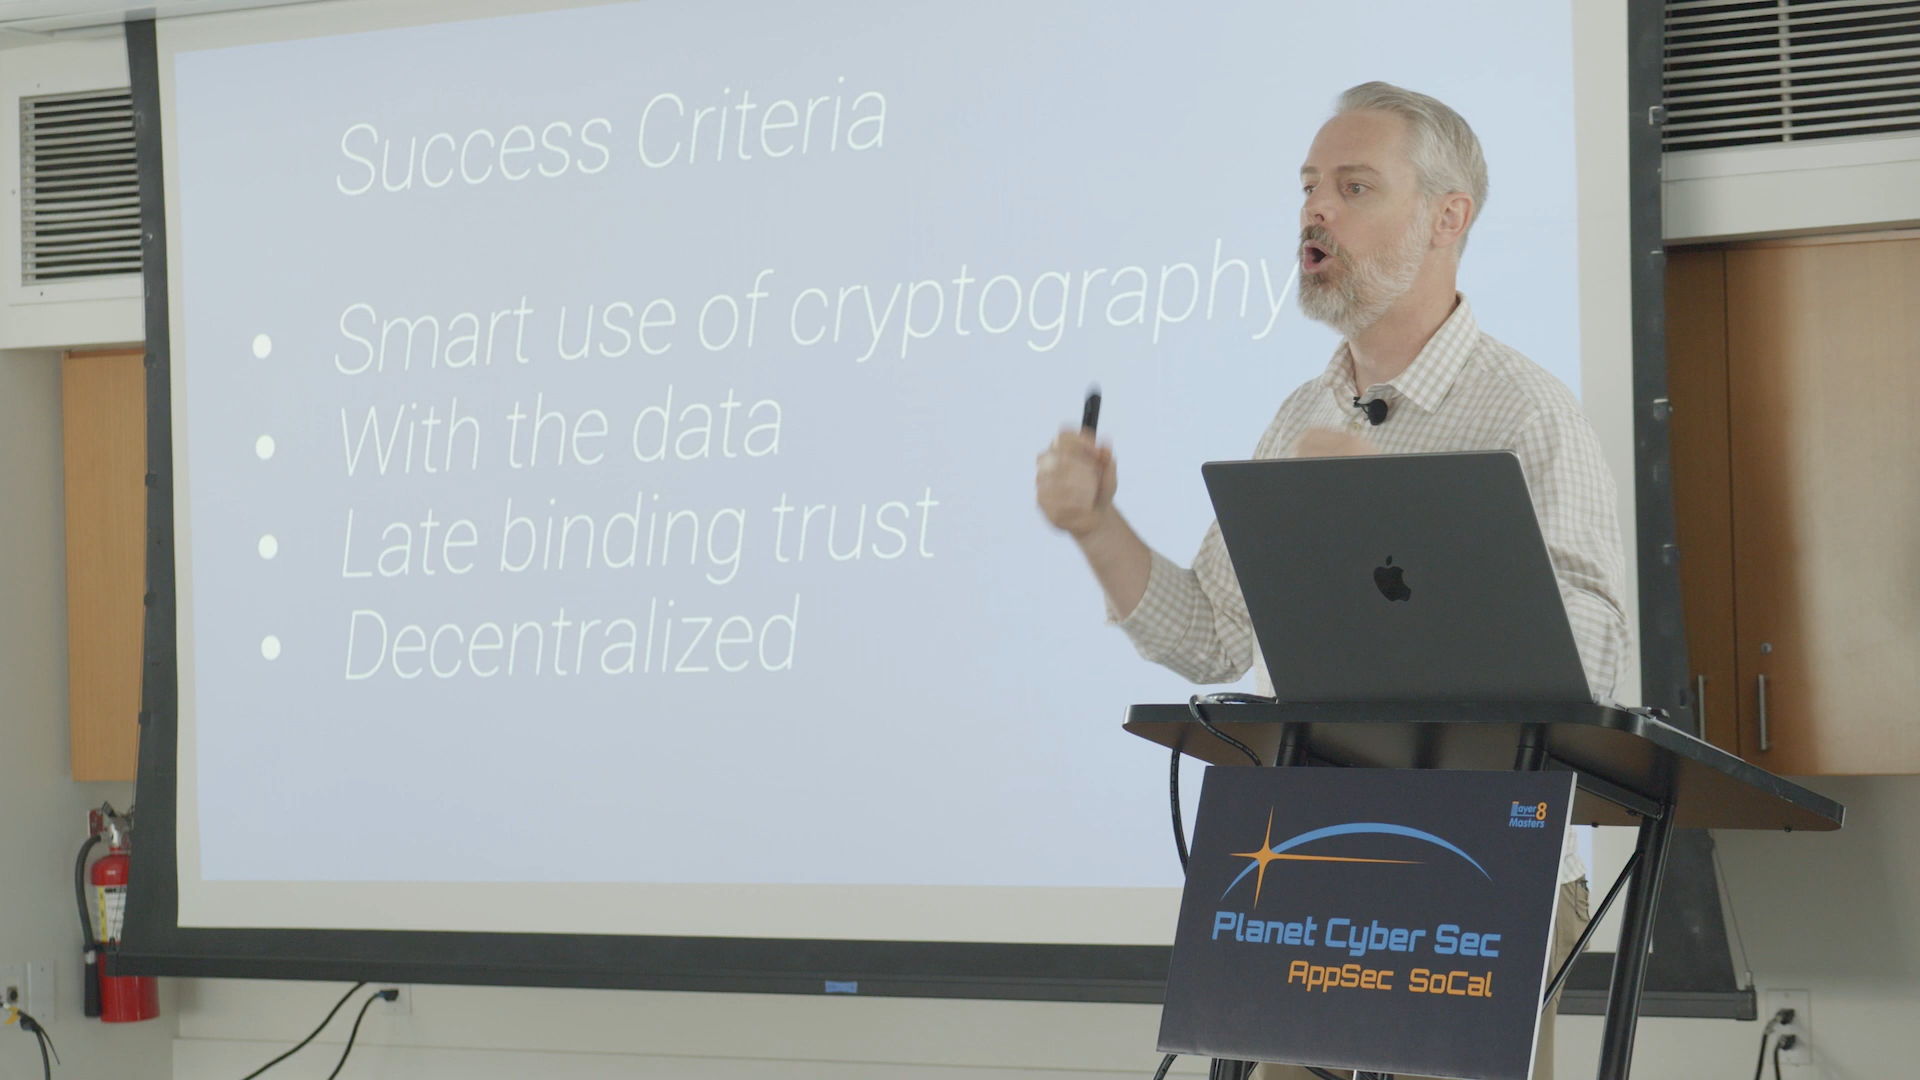 Success Criteria
• Smart use of cryptography
• With the data
• Late binding trust
• Decentralized
Layer 8
Masters
Planet Cyber Sec
AppSec SoCal